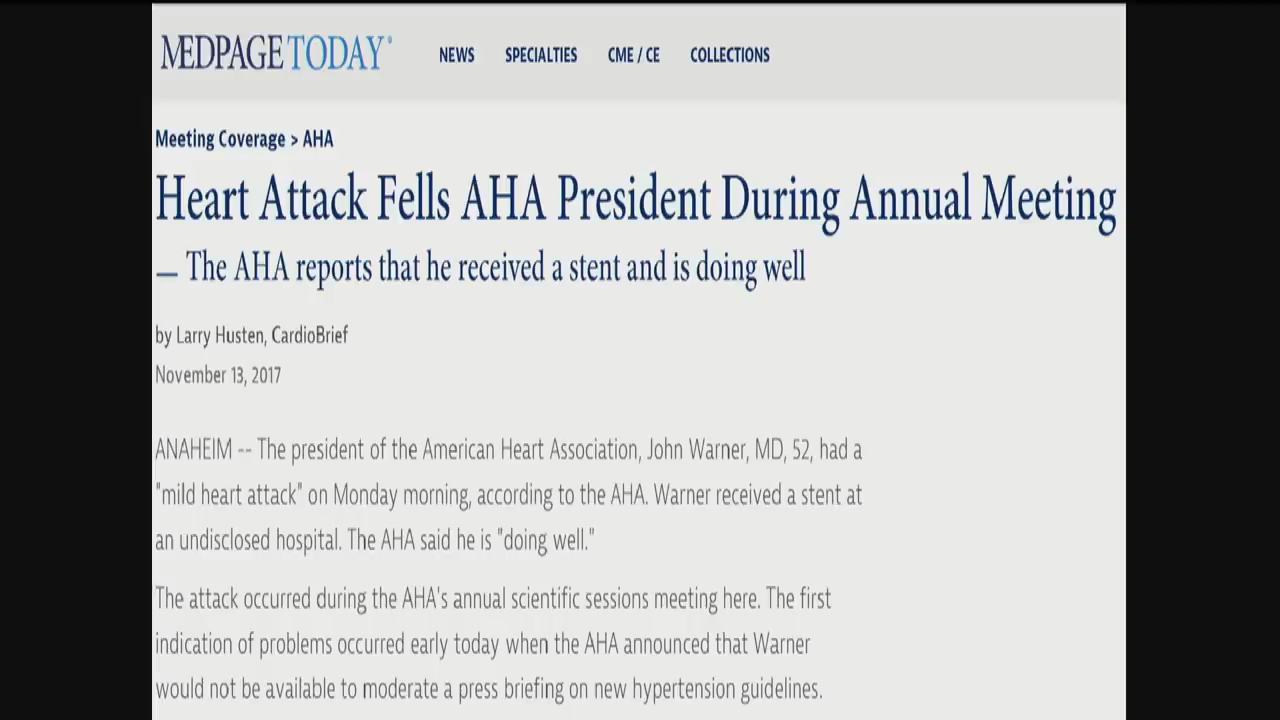 MEDPAGE TODAY®
NEWS SPECIALTIES CME / CE COLLECTIONS
Meeting Coverage > AHA
Heart Attack Fells AHA President During Annual Meeting
— The AHA reports that he received a stent and is doing well
by Larry Husten, CardioBrief
November 13, 2017
ANAHEIM -- The president of the American Heart Association, John Warner, MD, 52, had a
"mild heart attack" on Monday morning, according to the AHA. Warner received a stent at
an undisclosed hospital. The AHA said he is "doing well."
The attack occurred during the AHA's annual scientific sessions meeting here. The first
indication of problems occurred early today when the AHA announced that Warner
would not be available to moderate a press briefing on new hypertension guidelines.